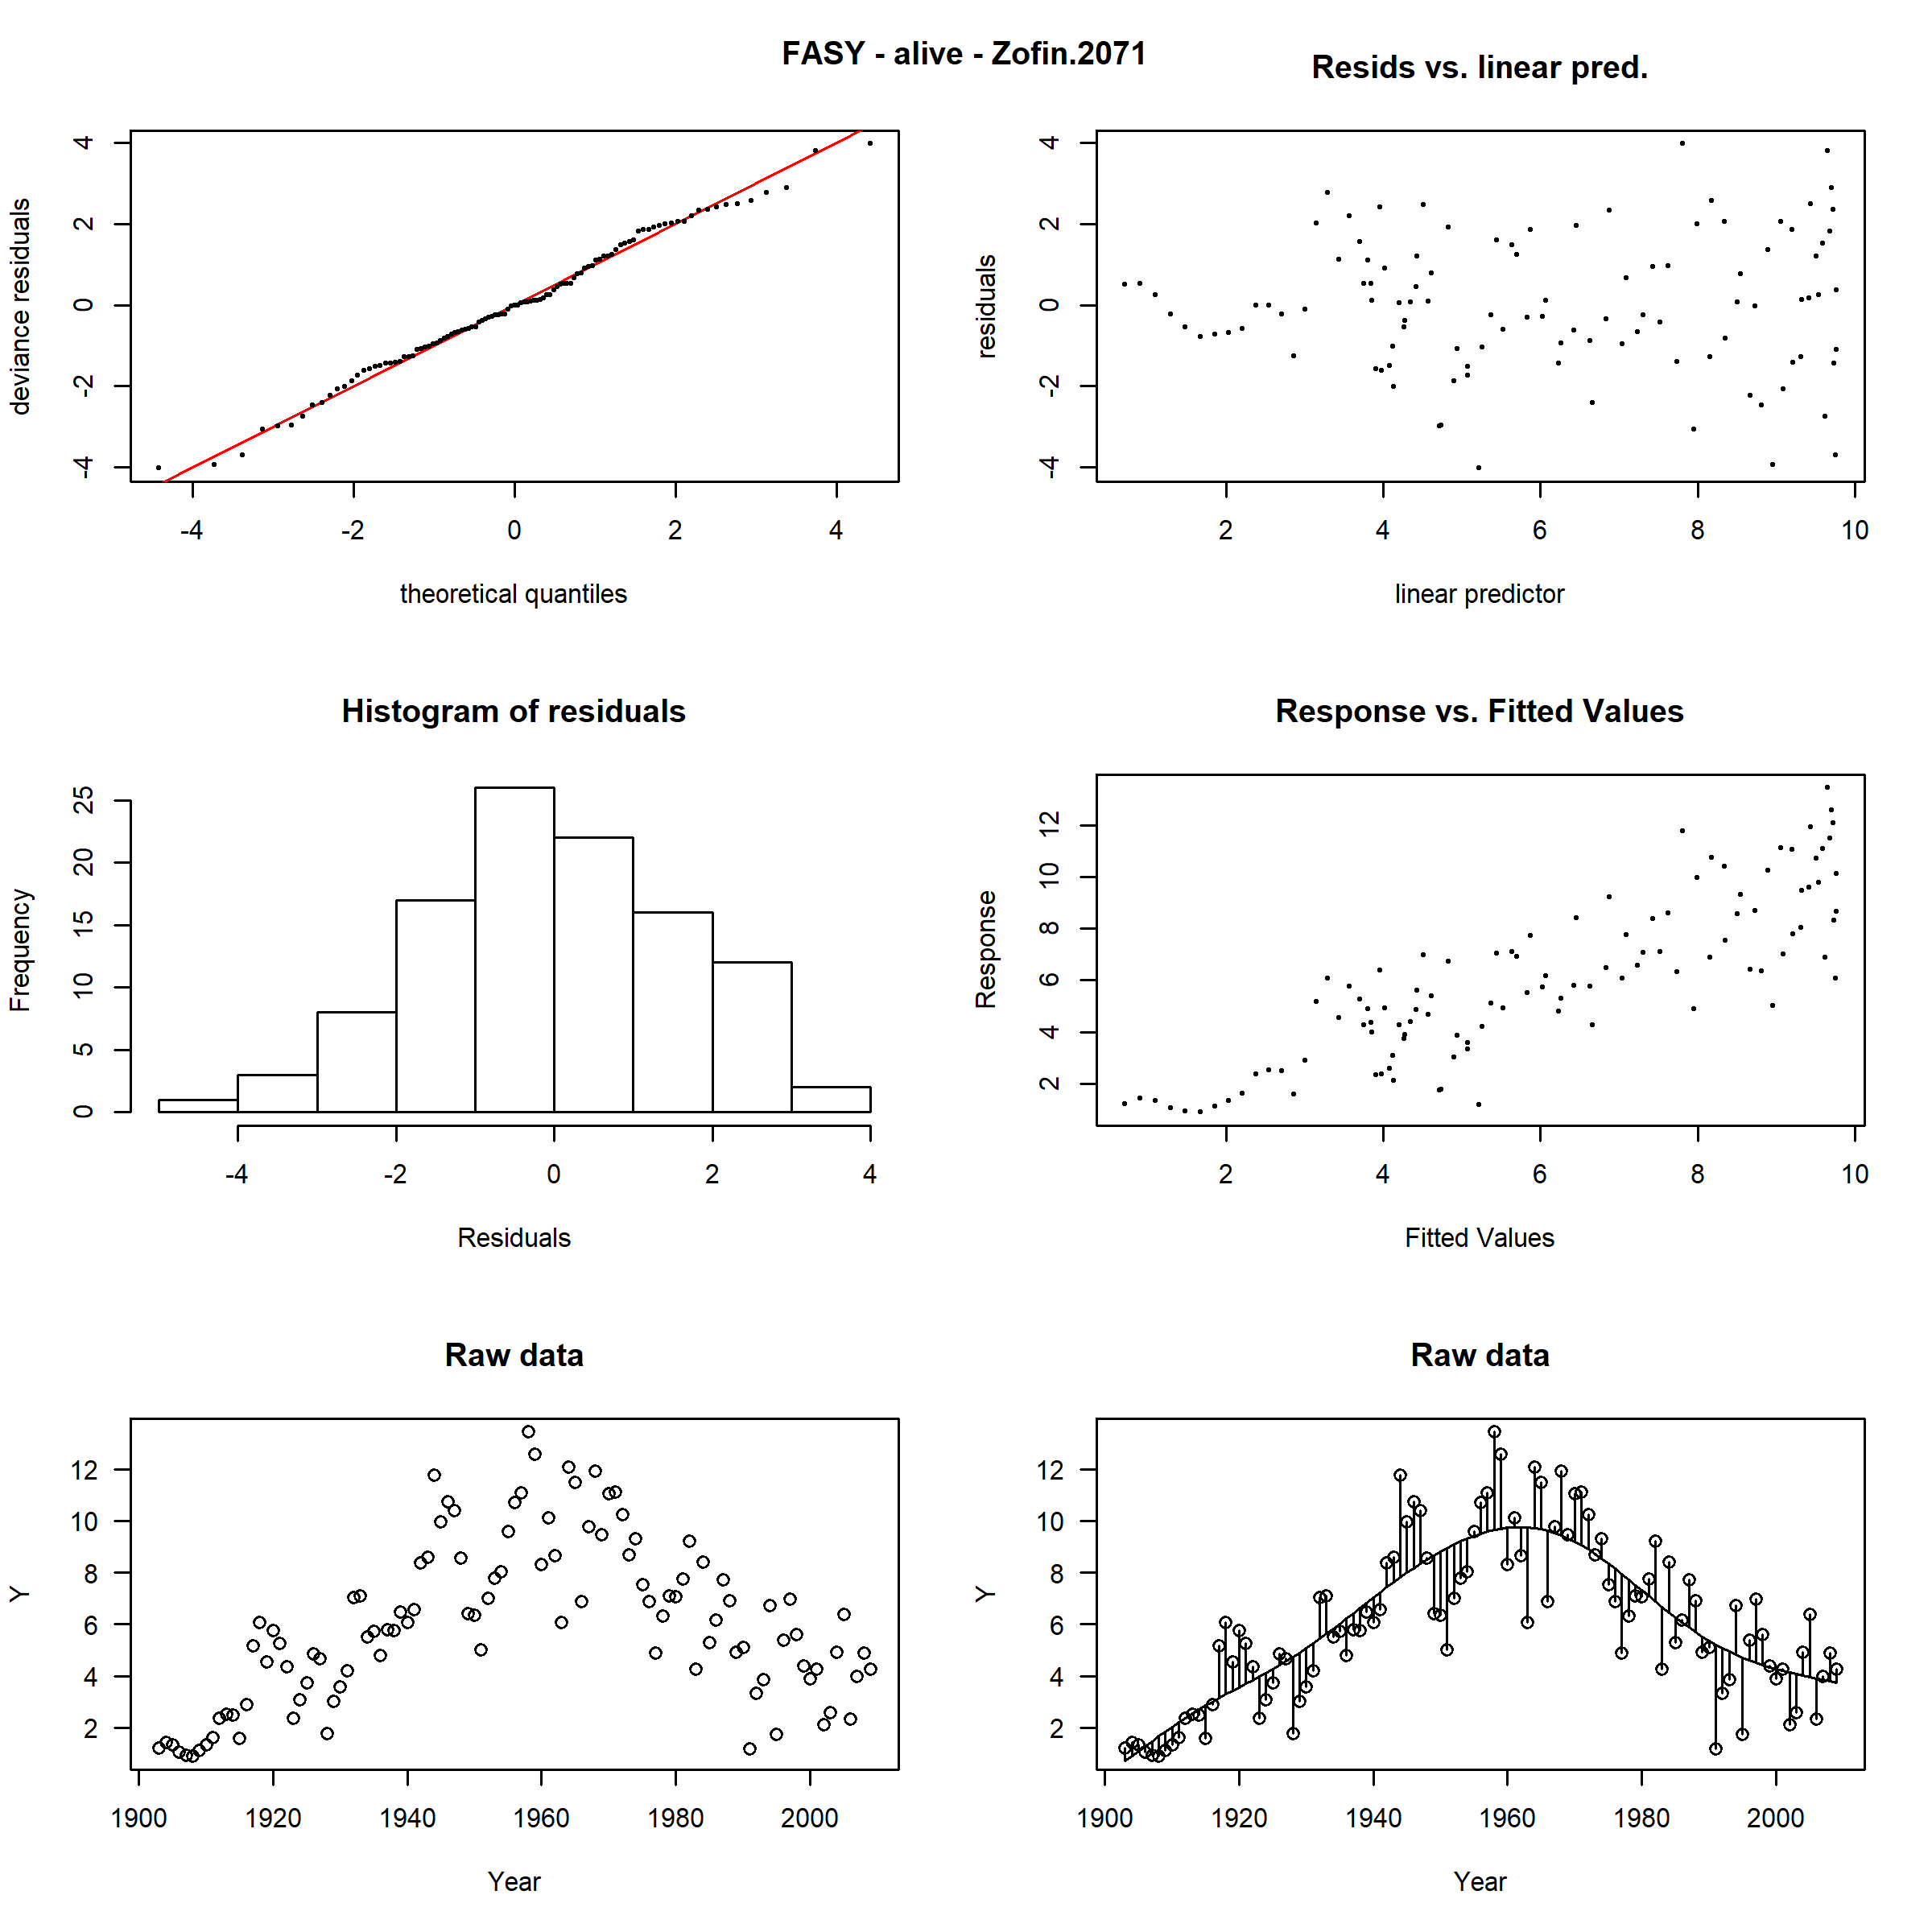 FASY - alive - Zofin.2071
Resids vs. linear pred.
deviance residuals
4
2
0
-2
-4
-4 -2 0 2 4
theoretical quantiles
residuals
4
2
0
-2
-4
2 4 6 8 10
linear predictor
Histogram of residuals
Frequency
25
20
15
10
5
0
-4 -2 0 2 4
Residuals
Response vs. Fitted Values
Response
12
10
8
6
4
2
2 4 6 8 10
Fitted Values
Raw data
Y
12
10
8
6
4
2
1900 1920 1940 1960 1980 2000
Year
Raw data
Y
12
10
8
6
4
2
1900 1920 1940 1960 1980 2000
Year